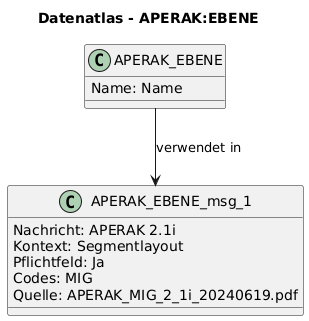 Datenatlas - APERAK:EBENE
C APERAK_EBENE
Name: Name
verwendet in
C APERAK_EBENE_msg_1
Nachricht: APERAK 2.1i
Kontext: Segmentlayout
Pflichtfeld: Ja
Codes: MIG
Quelle: APERAK_MIG_2_1i_20240619.pdf